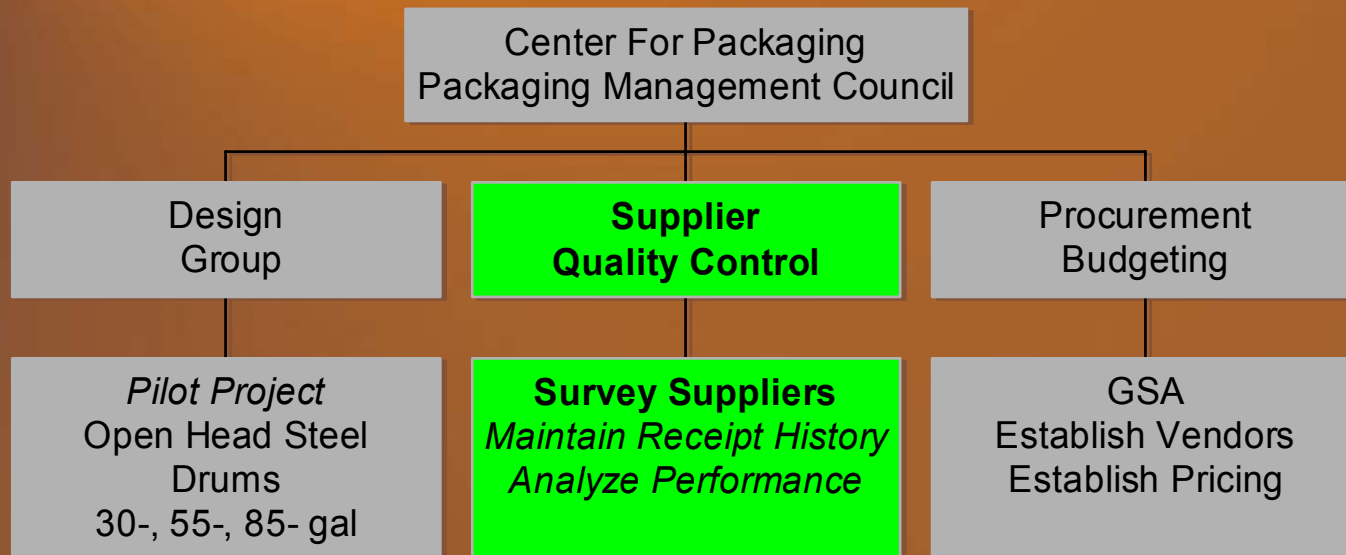 Center For Packaging
Packaging Management Council
Design
Group
Supplier
Quality Control
Procurement
Budgeting
Pilot Project
Open Head Steel
Drums
30-, 55-, 85- gal
Survey Suppliers
Maintain Receipt History
Analyze Performance
GSA
Establish Vendors
Establish Pricing